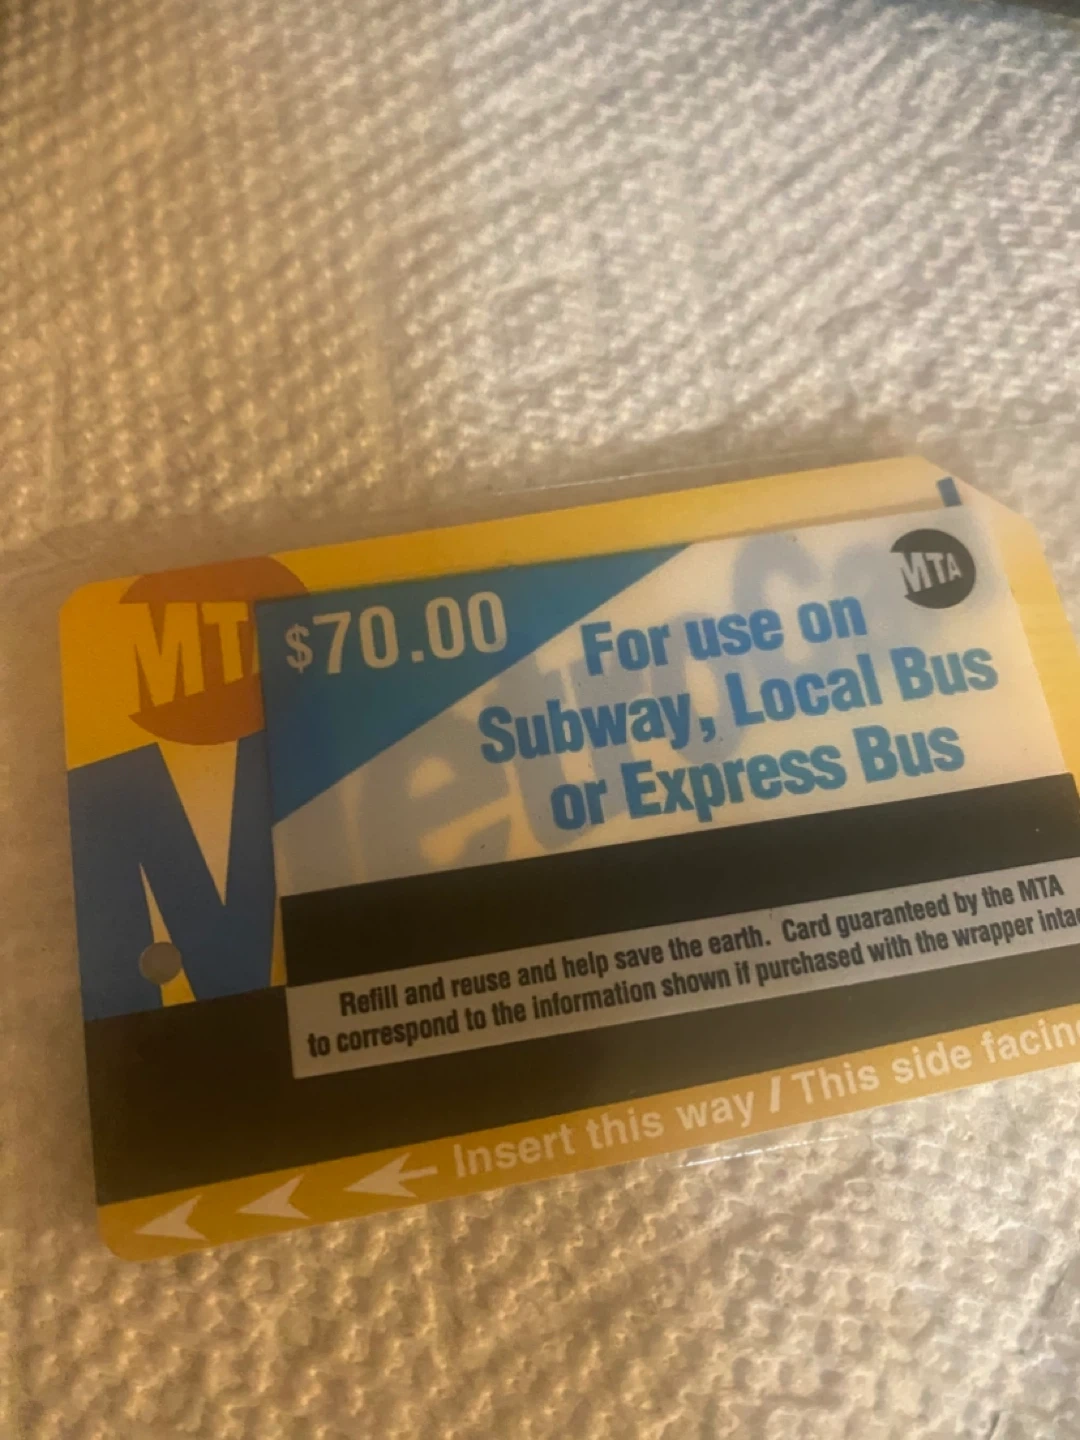 MTA
$70.00
MTA
For use on
Subway, Local Bus
or Express Bus
Refill and reuse and help save the earth. Card guaranteed by the MTA
to correspond to the information shown if purchased with the wrapper
Insert this way / This side